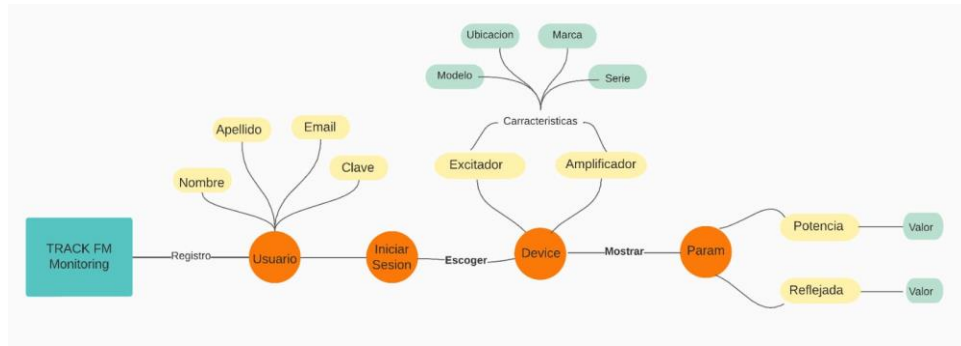 Ubicacion
Marca
Modelo
Serie
Carracteristicas
Apellido
Email
Nombre
Clave
Excitador
Amplificador
TRACK FM
Monitoring
Registro
Usuario
Iniciar
Sesion
Escoger
Device
Mostrar
Param
Potencia
Valor
Reflejada
Valor